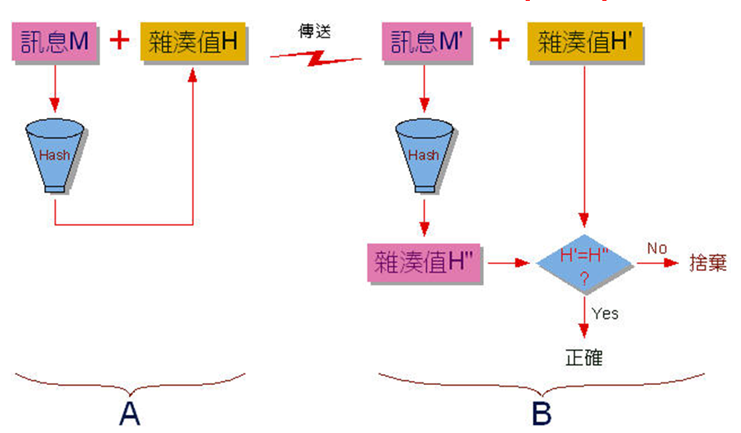 傳送
訊息M + 雜湊值H
訊息M' + 雜湊值H'
Hash
Hash
雜湊值H"
H'=H"
?
No
捨棄
Yes
正確
A
B